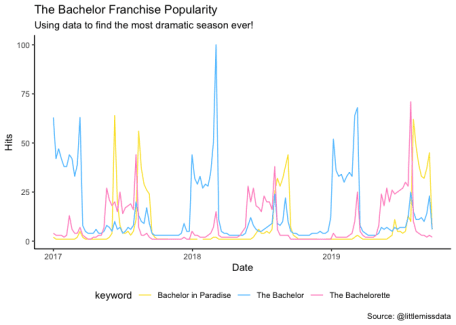 The Bachelor Franchise Popularity
Using data to find the most dramatic season ever!
100
75
50
25
0
Hits
2017 2018 2019
Date
keyword Bachelor in Paradise The Bachelor The Bachelorette
Source: @littlemissdata